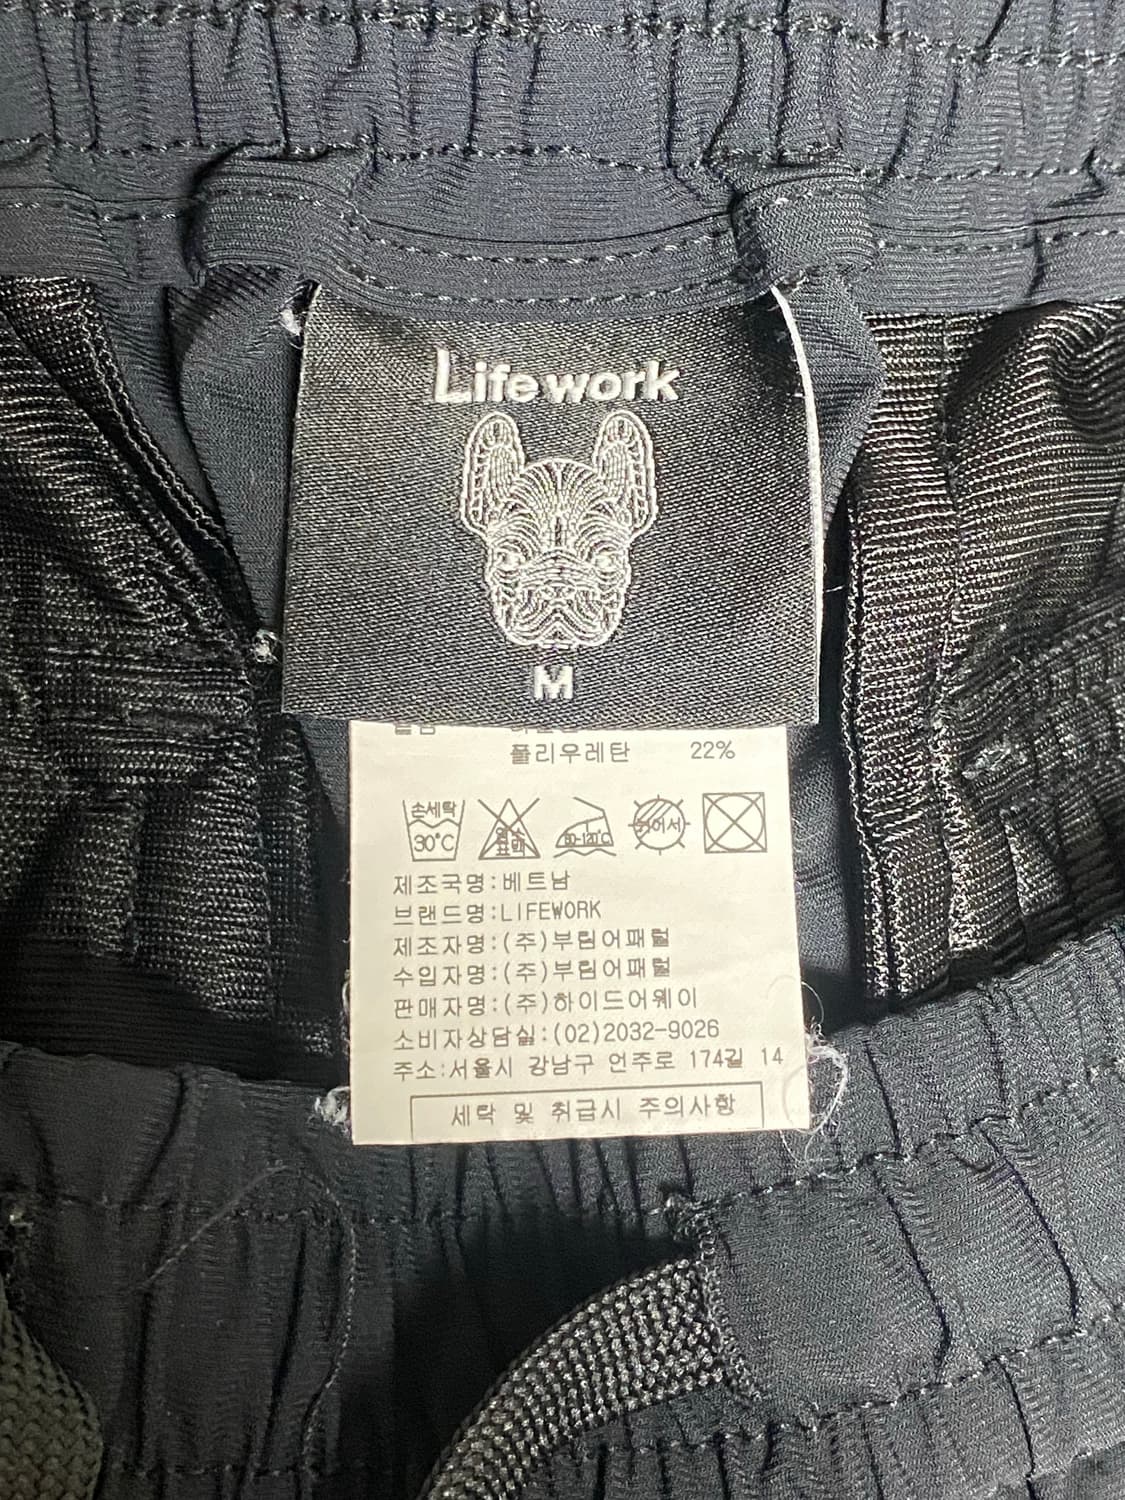 Lifework
M
폴리우레탄 22%
손세탁
30°C
제조국명:베트남
브랜드명:LIFEWORK
제조자명:(주)부림어패럴
수입자명:(주)부림어패럴
판매자명:(주)하이드어웨이
소비자상담실:(02)2032-9026
주소:서울시 강남구 언주로 174길 14
세탁 및 취급시 주의사항